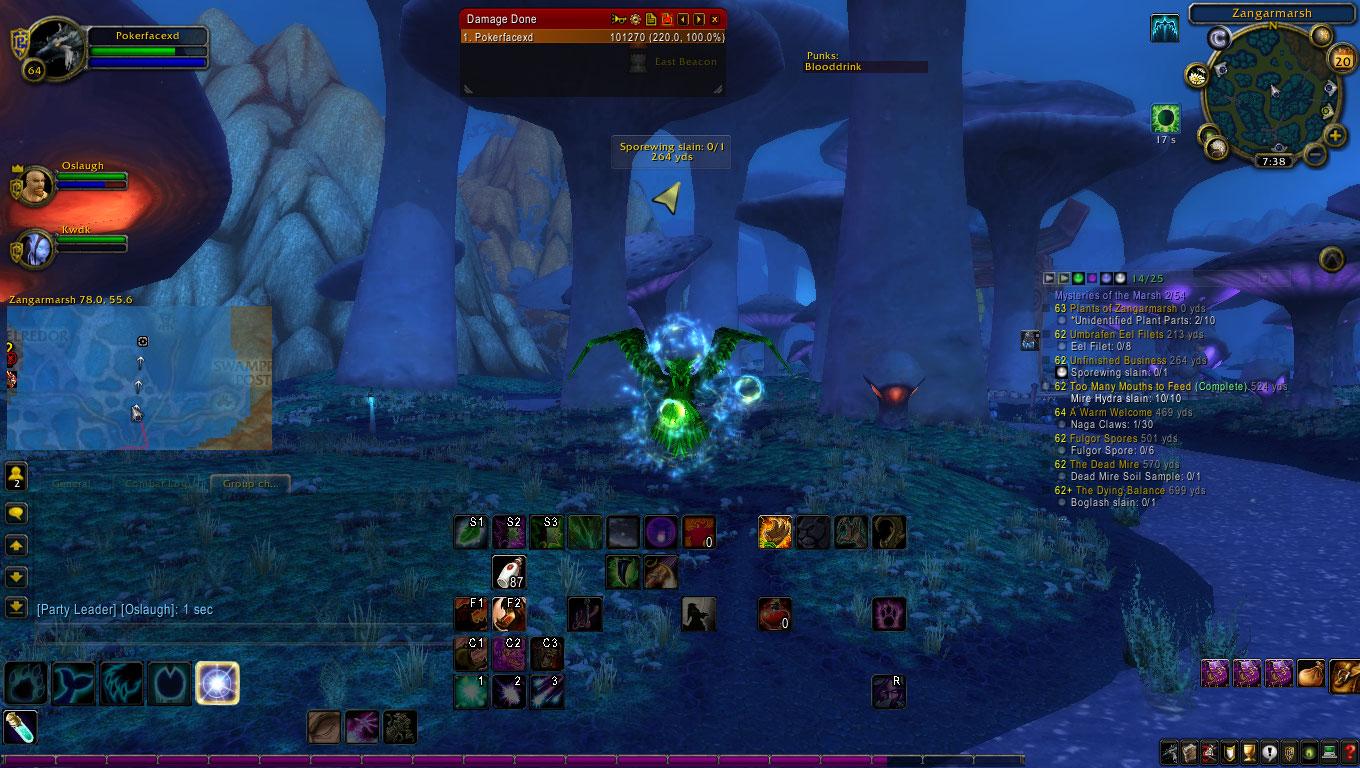 Pokerfacexd
64
Oslaugh
Kwdk
Damage Done
1. Pokerfacexd 101270 (220.0, 100.0%)
East Beacon
Punks:
Blooddrink
Sporewing slain: 0/1
264 yds
Zangarmarsh
N
20
17 s
7:38
14/25
Mysteries of the Marsh 2/54
63 Plants of Zangarmarsh 0 yds
*Unidentified Plant Parts: 2/10
62 Umbrafen Eel Filets 213 yds
Eel Filet: 0/8
62 Unfinished Business 264 yds
Sporewing slain: 0/1
62 Too Many Mouths to Feed (Complete) 524 yds
Mire Hydra slain: 10/10
64 A Warm Welcome 469 yds
Naga Claws: 1/30
62 Fulgor Spores 501 yds
Fulgor Spore: 0/6
62 The Dead Mire 570 yds
Dead Mire Soil Sample: 0/1
62+ The Dying Balance 699 yds
Boglash slain: 0/1
Zangarmarsh 78.0, 55.6
2
General
Combat Log
Group ch...
[Party Leader] [Oslaugh]: 1 sec
S1 S2 S3 0
87
F1 F2 0
C1 C2 C3
1 2 3 R